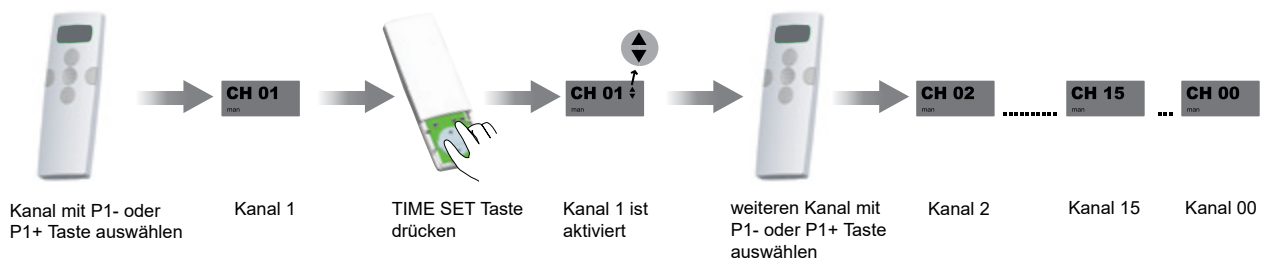 CH 01
man
CH 01
man
CH 02
man
CH 15
man
CH 00
man
Kanal mit P1- oder
P1+ Taste auswählen
Kanal 1
TIME SET Taste
drücken
Kanal 1 ist
aktiviert
weiteren Kanal mit
P1- oder P1+ Taste
auswählen
Kanal 2
Kanal 15
Kanal 00